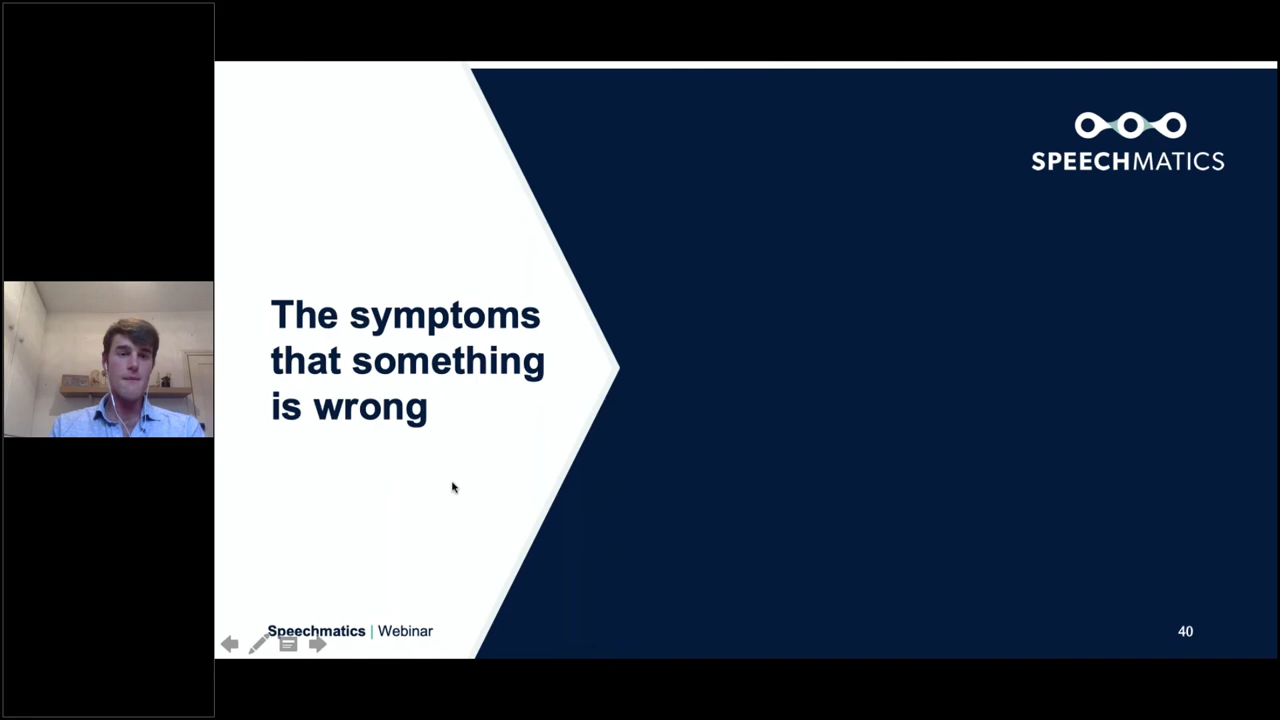 SPEECHMATICS
The symptoms
that something
is wrong
Speechmatics | Webinar
40